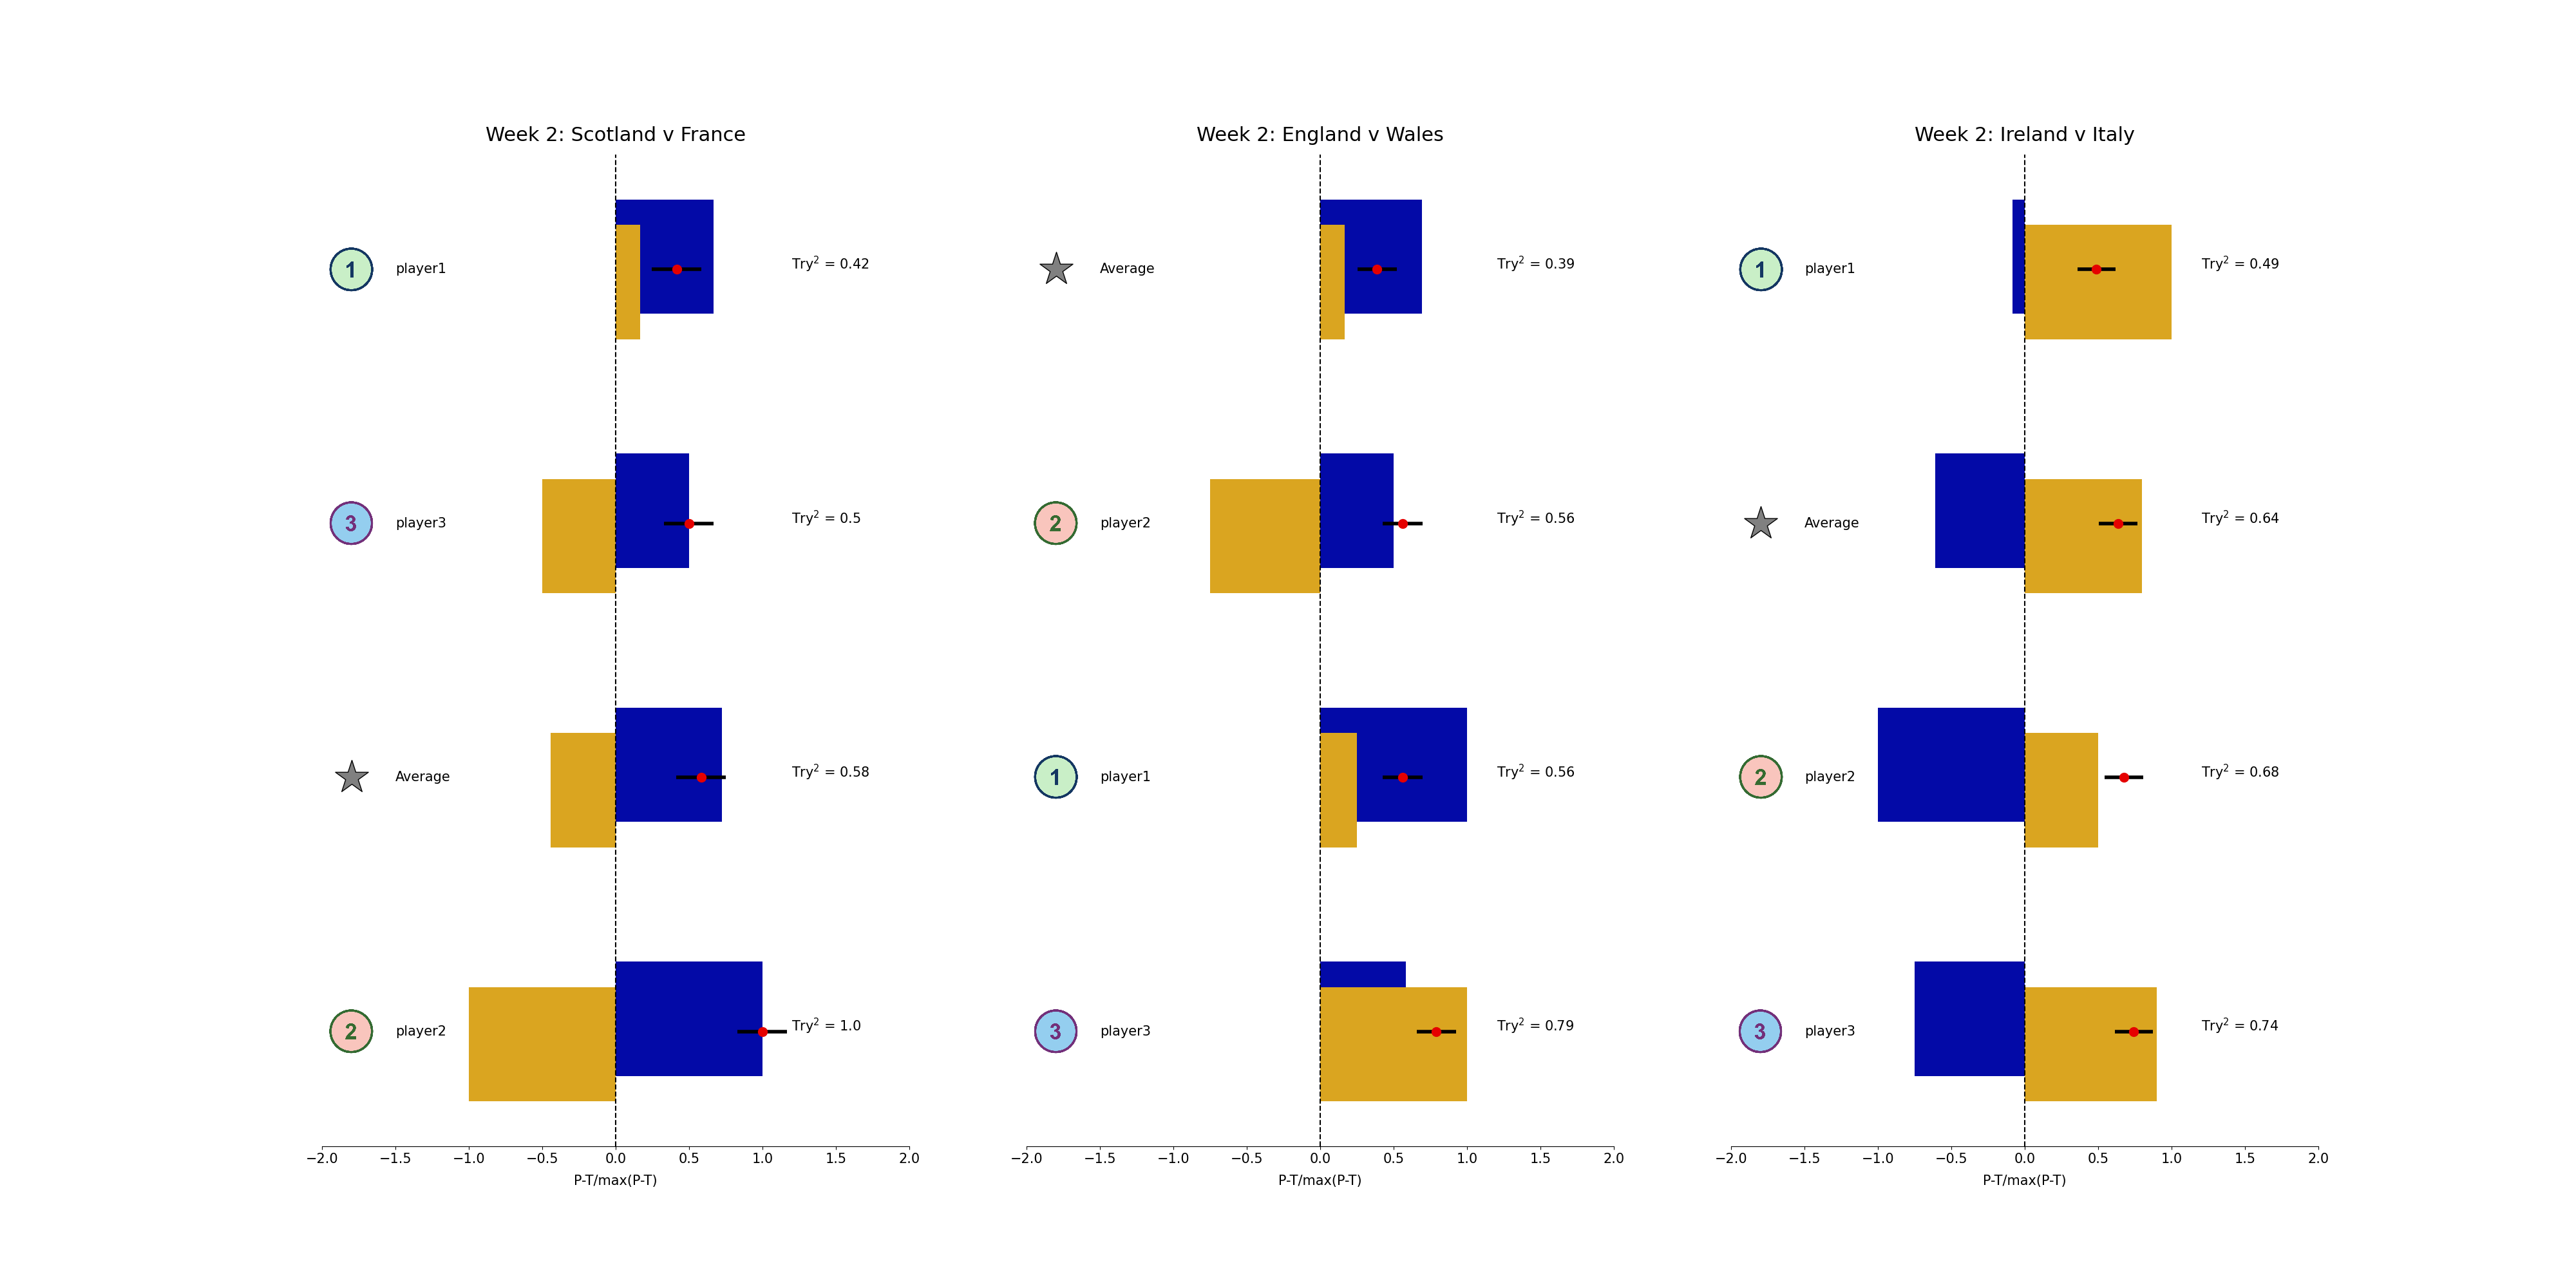 Week 2: Scotland v France
1 player1 Try² = 0.42
3 player3 Try² = 0.5
Average Try² = 0.58
2 player2 Try² = 1.0
−2.0 −1.5 −1.0 −0.5 0.0 0.5 1.0 1.5 2.0
P-T/max(P-T)
Week 2: England v Wales
Average Try² = 0.39
2 player2 Try² = 0.56
1 player1 Try² = 0.56
3 player3 Try² = 0.79
−2.0 −1.5 −1.0 −0.5 0.0 0.5 1.0 1.5 2.0
P-T/max(P-T)
Week 2: Ireland v Italy
1 player1 Try² = 0.49
Average Try² = 0.64
2 player2 Try² = 0.68
3 player3 Try² = 0.74
−2.0 −1.5 −1.0 −0.5 0.0 0.5 1.0 1.5 2.0
P-T/max(P-T)